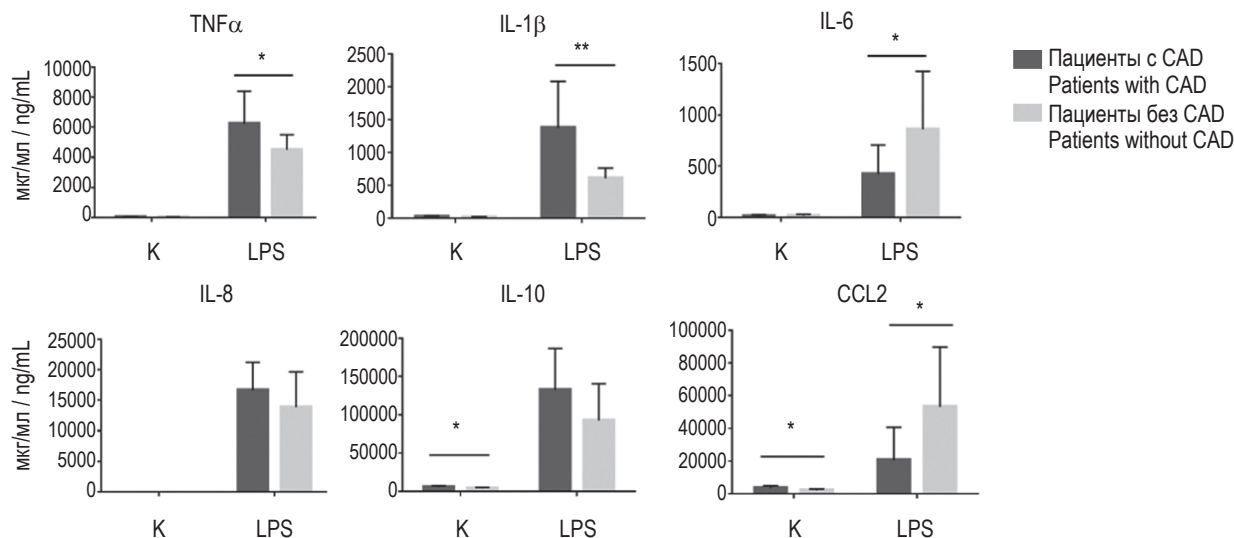 TNFα
*
10000
8000
6000
4000
2000
0
мкг/мл / ng/mL
K
LPS
IL-1β
**
2500
2000
1500
1000
500
0
K
LPS
IL-6
*
1500
1000
500
0
K
LPS
Пациенты с CAD
Patients with CAD
Пациенты без CAD
Patients without CAD
IL-8
25000
20000
15000
10000
5000
0
мкг/мл / ng/mL
K
LPS
IL-10
*
200000
150000
100000
50000
0
K
LPS
CCL2
*
*
100000
80000
60000
40000
20000
0
K
LPS